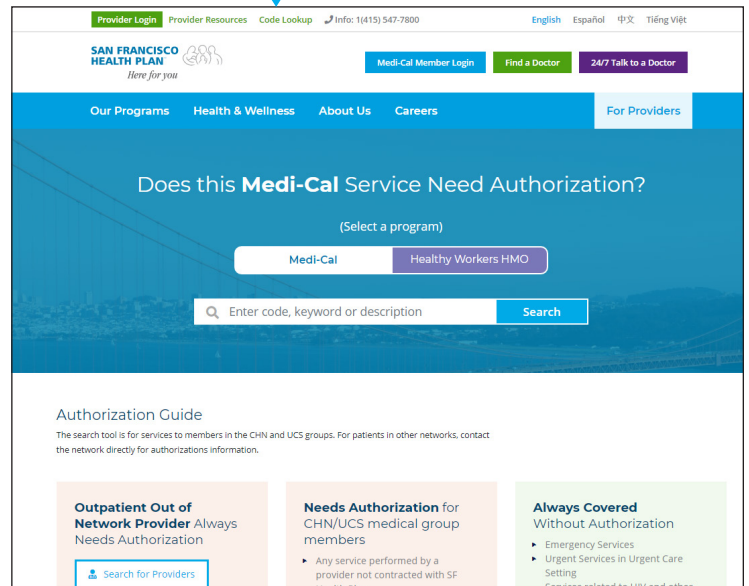 Provider Login Provider Resources Code Lookup Info: 1(415) 547-7800 English Español 中文 Tiếng Việt
SAN FRANCISCO
HEALTH PLAN
Here for you
Medi-Cal Member Login Find a Doctor 24/7 Talk to a Doctor
Our Programs Health & Wellness About Us Careers For Providers
Does this Medi-Cal Service Need Authorization?
(Select a program)
Medi-Cal Healthy Workers HMO
Enter code, keyword or description Search
Authorization Guide
The search tool is for services to members in the CHN and UCS groups. For patients in other networks, contact
the network directly for authorizations information.
Outpatient Out of
Network Provider Always
Needs Authorization
Search for Providers
Needs Authorization for
CHN/UCS medical group
members
Any service performed by a
provider not contracted with SF
Always Covered
Without Authorization
Emergency Services
Urgent Services in Urgent Care
Setting